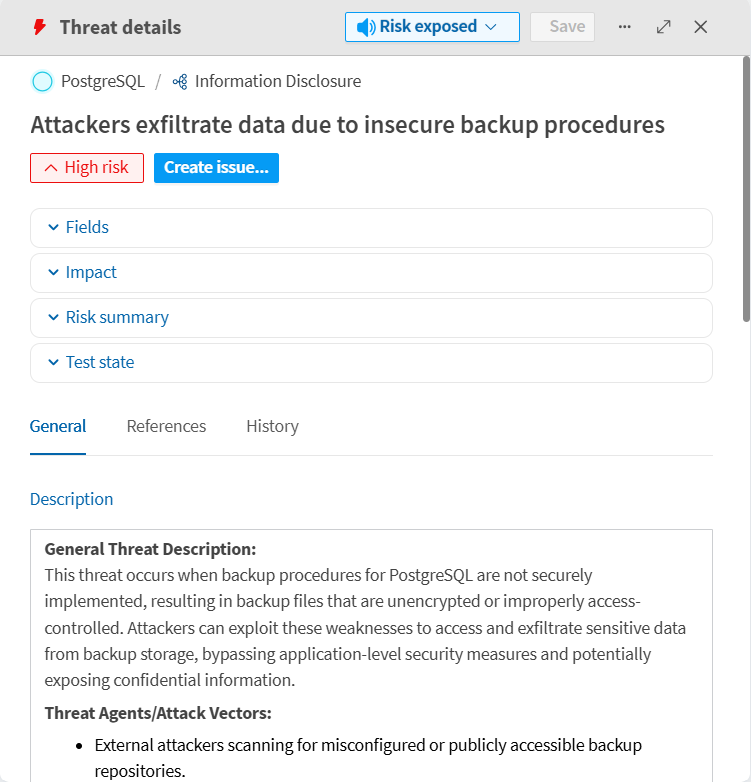 Threat details
Risk exposed
Save
PostgreSQL / Information Disclosure
Attackers exfiltrate data due to insecure backup procedures
High risk
Create issue...
Fields
Impact
Risk summary
Test state
General
References
History
Description
General Threat Description:
This threat occurs when backup procedures for PostgreSQL are not securely
implemented, resulting in backup files that are unencrypted or improperly access-
controlled. Attackers can exploit these weaknesses to access and exfiltrate sensitive data
from backup storage, bypassing application-level security measures and potentially
exposing confidential information.
Threat Agents/Attack Vectors:
• External attackers scanning for misconfigured or publicly accessible backup
repositories.